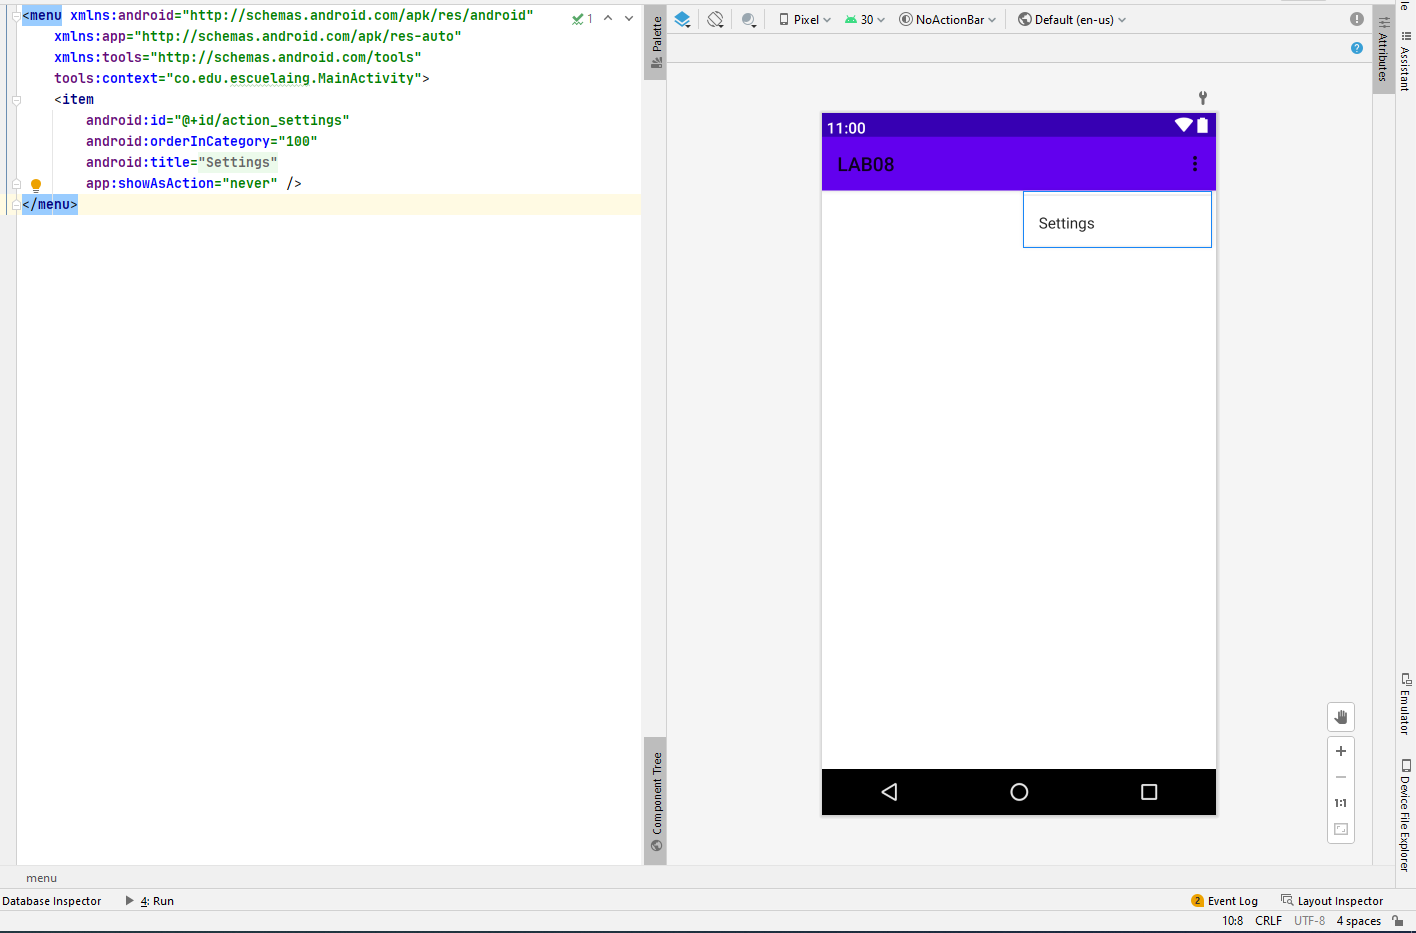 <menu xmlns:android="http://schemas.android.com/apk/res/android"
xmlns:app="http://schemas.android.com/apk/res-auto"
xmlns:tools="http://schemas.android.com/tools"
tools:context="co.edu.escuelaing.MainActivity">
<item
android:id="@+id/action_settings"
android:orderInCategory="100"
android:title="Settings"
app:showAsAction="never" />
</menu>
1
Palette
Component Tree
Pixel
30
NoActionBar
Default (en-us)
11:00
LAB08
Settings
1:1
Attributes
le
Assistant
Emulator
Device File Explorer
menu
Database Inspector
4: Run
2 Event Log
Layout Inspector
10:8 CRLF UTF-8 4 spaces